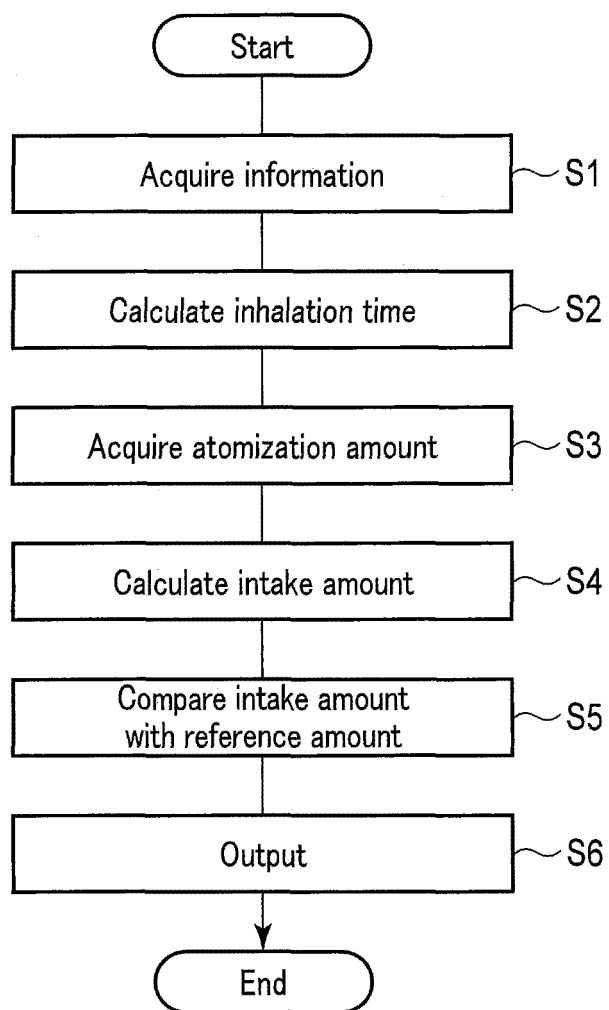 Start
Acquire information
S1
Calculate inhalation time
S2
Acquire atomization amount
S3
Calculate intake amount
S4
Compare intake amount
with reference amount
S5
Output
S6
End